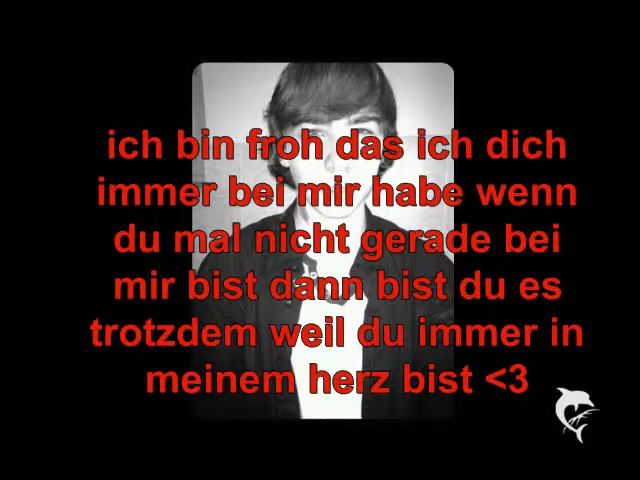 ich bin froh das ich dich
immer bei mir habe wenn
du mal nicht gerade bei
mir bist dann bist du es
trotzdem weil du immer in
meinem herz bist <3